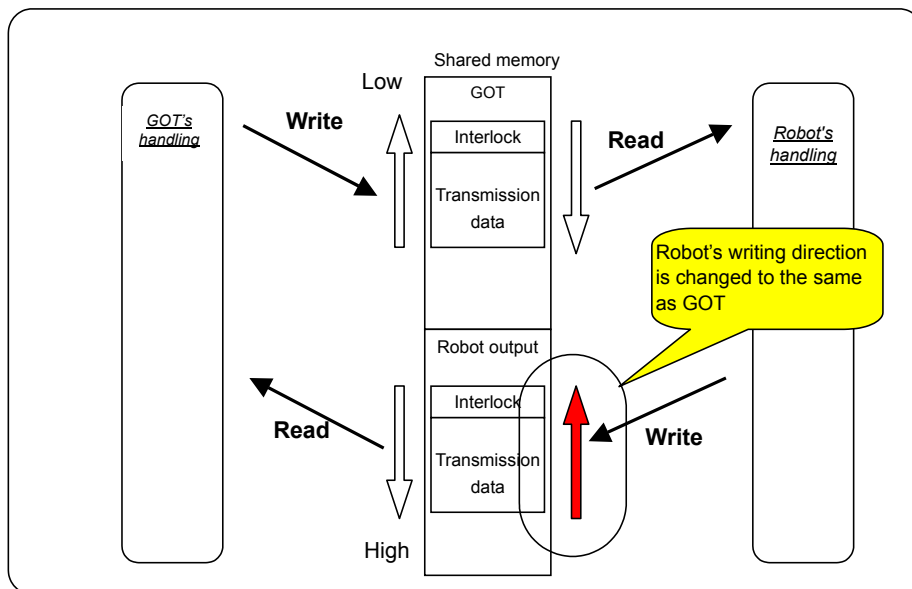 Shared memory
Low
GOT
GOT's
handling
Write
Interlock
Transmission
data
Read
Robot's
handling
Robot's writing direction
is changed to the same
as GOT
Robot output
Interlock
Transmission
data
Read
Write
High